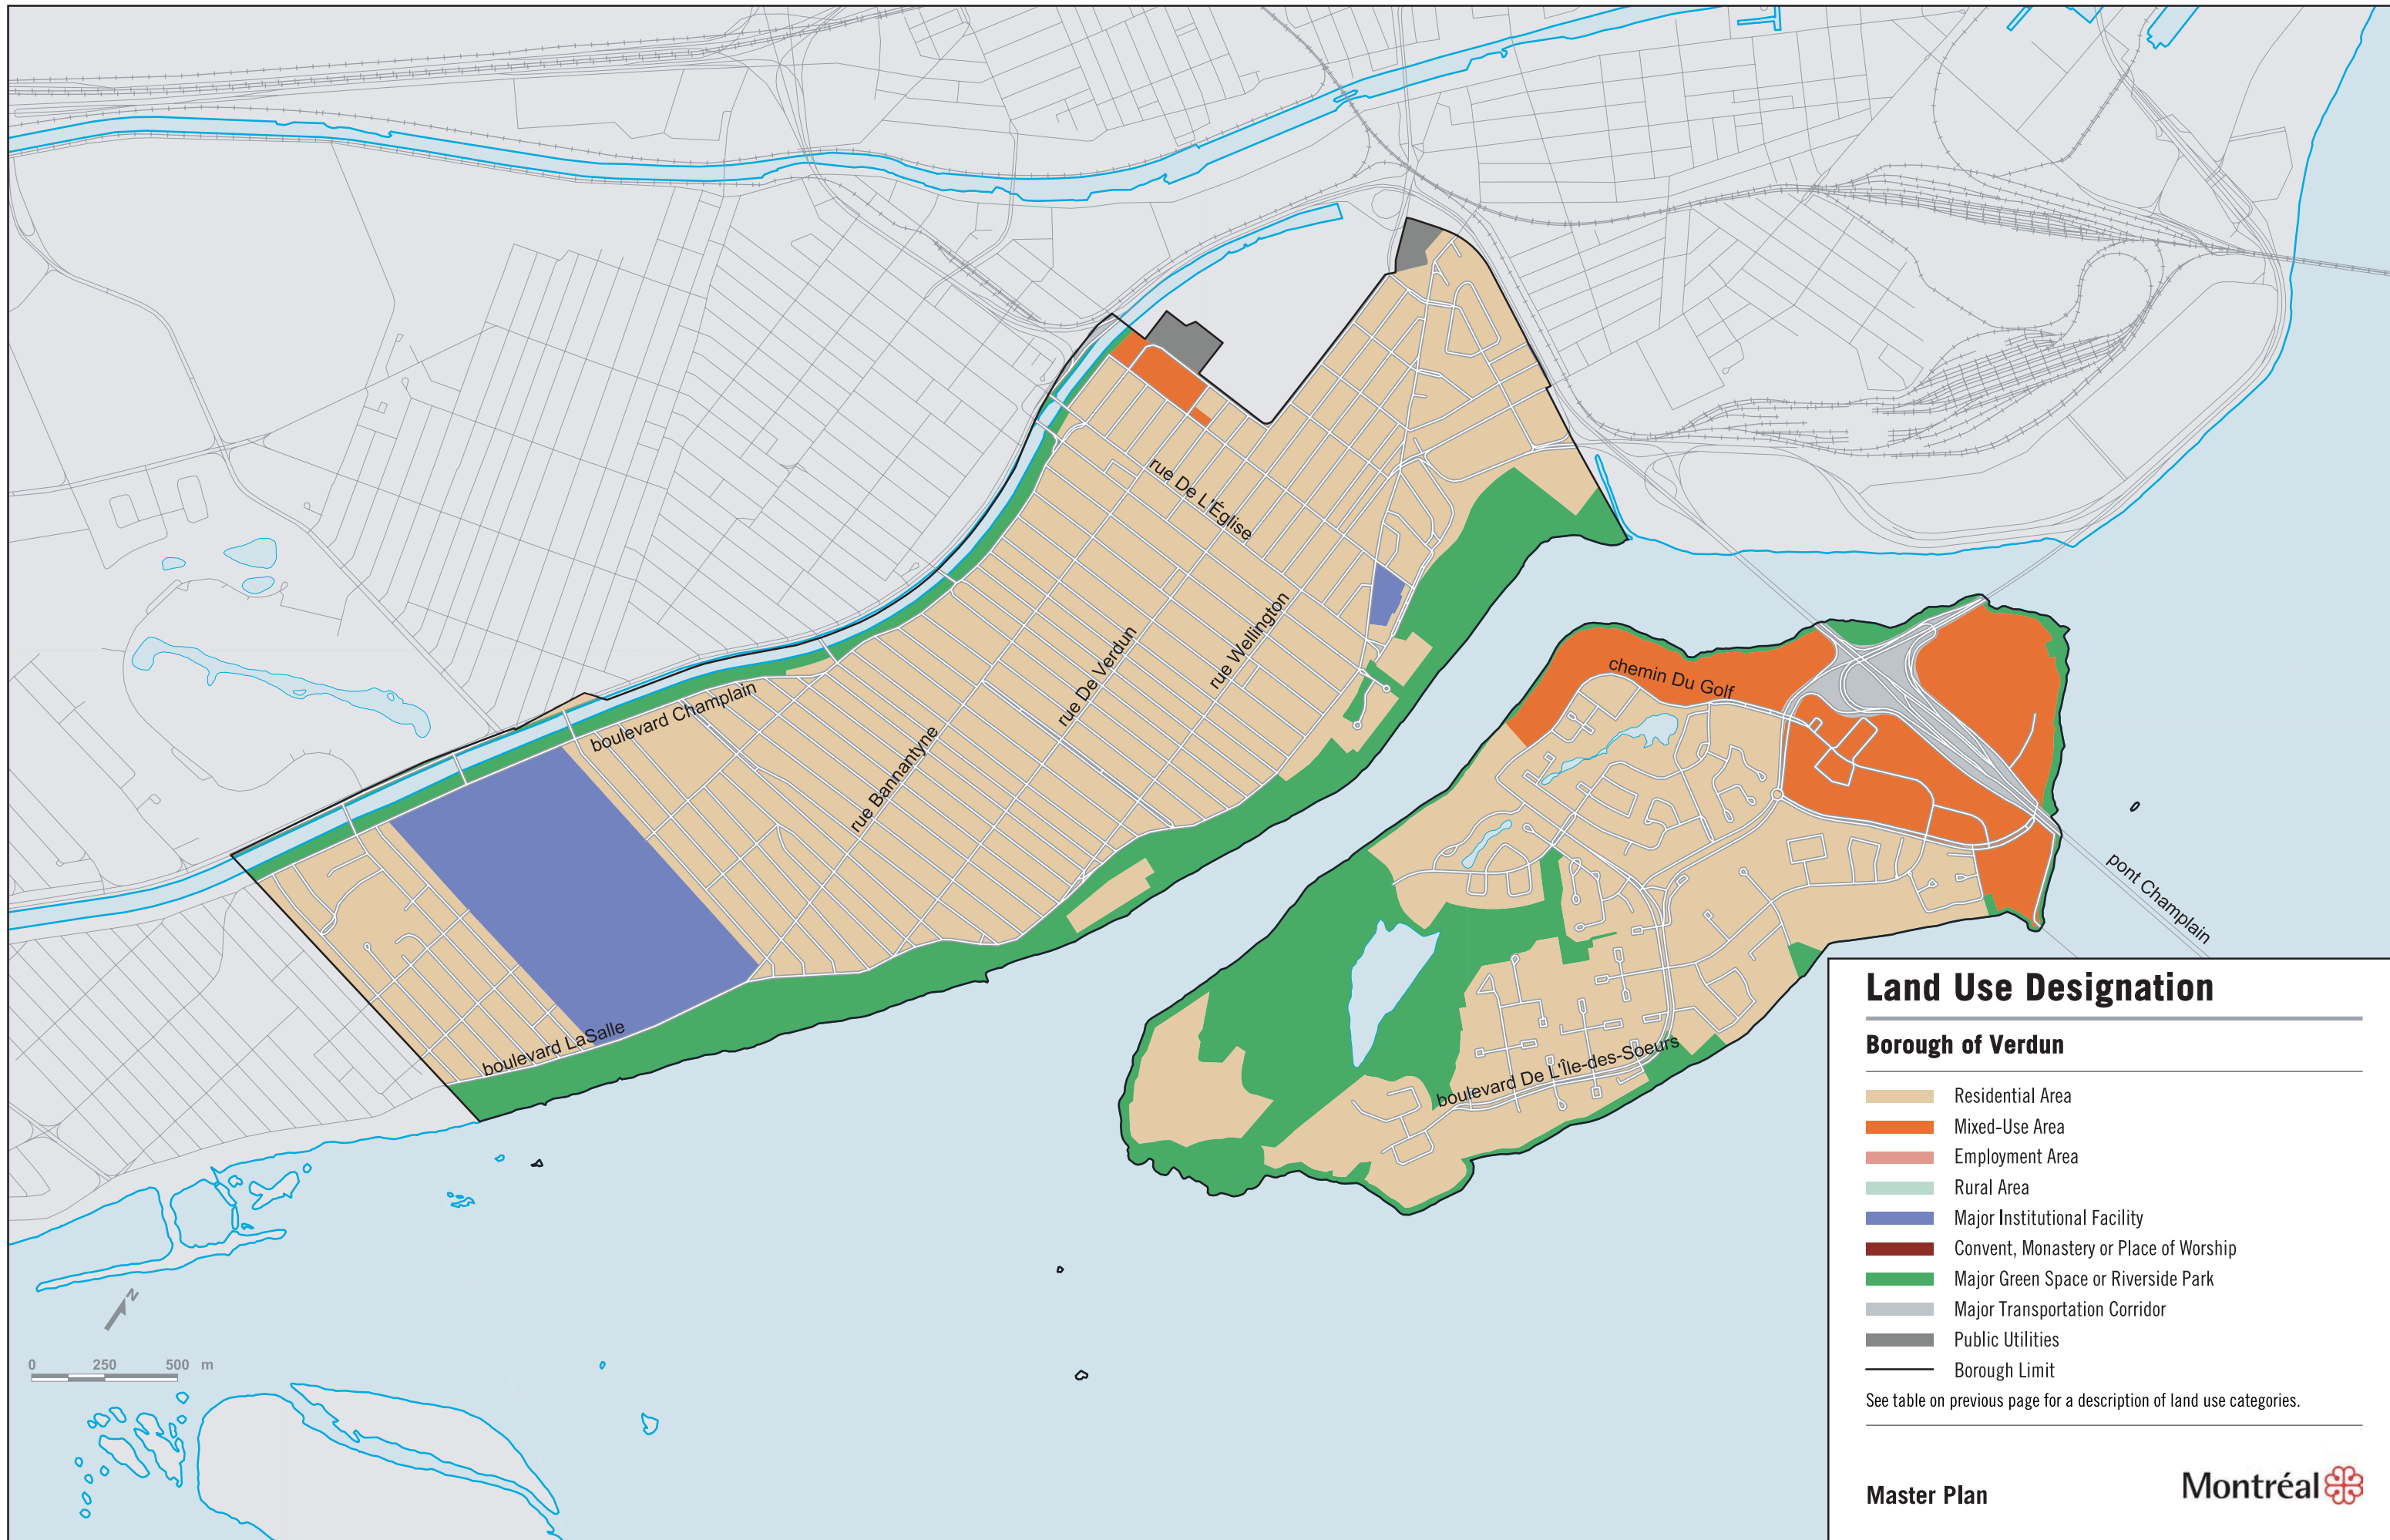 rue De L'Église
rue Wellington
rue De Verdun
chemin Du Golf
boulevard Champlain
rue Bannantyne
pont Champlain
boulevard LaSalle
boulevard De L'Île-des-Soeurs
N
0 250 500 m
Land Use Designation
Borough of Verdun
Residential Area
Mixed-Use Area
Employment Area
Rural Area
Major Institutional Facility
Convent, Monastery or Place of Worship
Major Green Space or Riverside Park
Major Transportation Corridor
Public Utilities
Borough Limit
See table on previous page for a description of land use categories.
Master Plan
Montréal